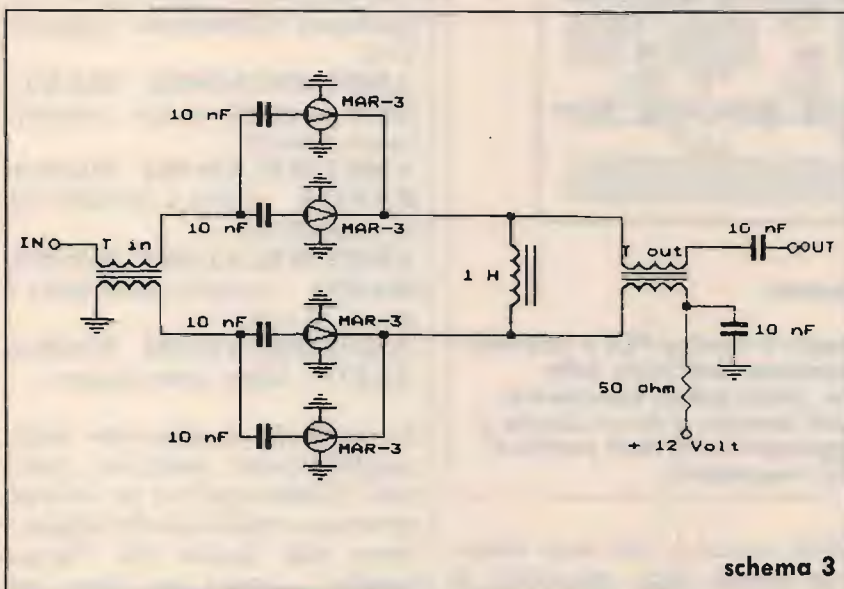 10 nF
MAR-3
10 nF
MAR-3
IN
T in
T out
10 nF
OUT
1 H
10 nF
MAR-3
10 nF
50 ohm
10 nF
MAR-3
+ 12 Volt
schema 3